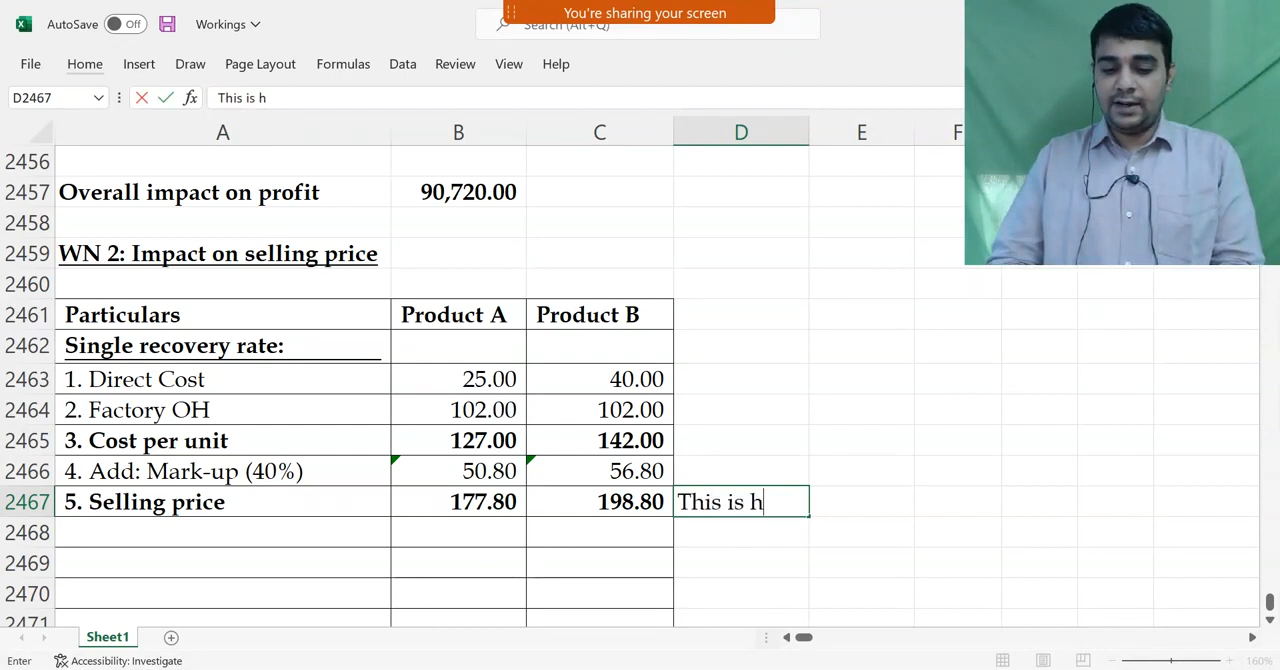 You're sharing your screen
AutoSave Off Workings Search (Alt+Q)
File Home Insert Draw Page Layout Formulas Data Review View Help
D2467 fx This is h
A B C D E F
2456
2457 Overall impact on profit 90,720.00
2458
2459 WN 2: Impact on selling price
2460
2461 Particulars Product A Product B
2462 Single recovery rate:
2463 1. Direct Cost 25.00 40.00
2464 2. Factory OH 102.00 102.00
2465 3. Cost per unit 127.00 142.00
2466 4. Add: Mark-up (40%) 50.80 56.80
2467 5. Selling price 177.80 198.80 This is h
2468
2469
2470
2471
Sheet1
Enter Accessibility: Investigate 160%